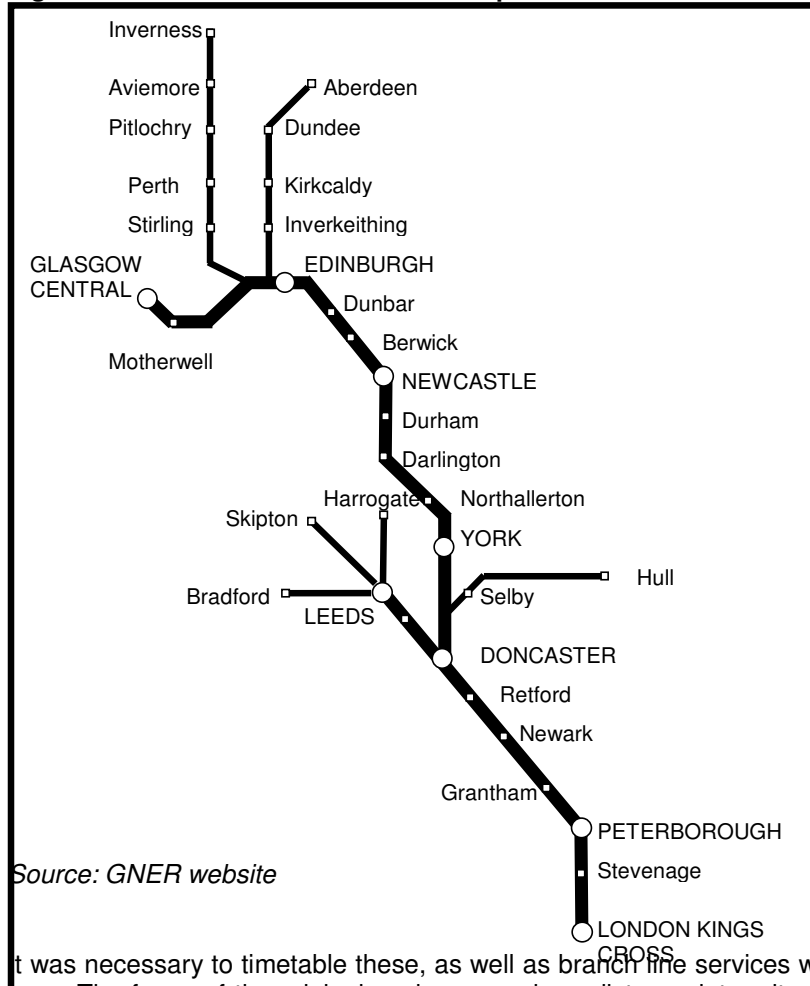 Inverness
Aviemore
Aberdeen
Pitlochry
Dundee
Perth
Kirkcaldy
Stirling
Inverkeithing
GLASGOW
CENTRAL
EDINBURGH
Dunbar
Motherwell
Berwick
NEWCASTLE
Durham
Darlington
Harrogate
Northallerton
Skipton
YORK
Bradford
LEEDS
Selby
Hull
DONCASTER
Retford
Newark
Grantham
PETERBOROUGH
Source: GNER website
Stevenage
LONDON KINGS
CROSS
t was necessary to timetable these, as well as branch line services w